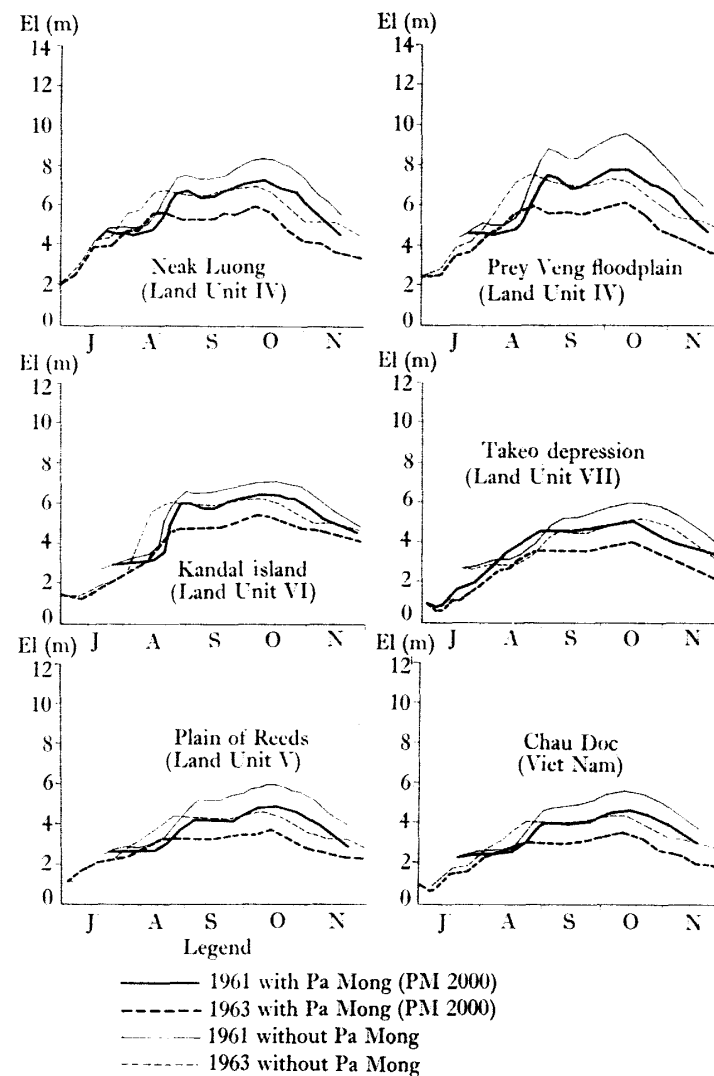 El (m)
14
12
10
8
6
4
2
0
Neak Luong
(Land Unit IV)
J A S O N
El (m)
14
12
10
8
6
4
2
0
Prey Veng floodplain
(Land Unit IV)
J A S O N
El (m)
12
10
8
6
4
2
0
Kandal island
(Land Unit VI)
J A S O N
El (m)
12
10
8
6
4
2
0
Takeo depression
(Land Unit VII)
J A S O N
El (m)
12
10
8
6
4
2
0
Plain of Reeds
(Land Unit V)
J A S O N
El (m)
12
10
8
6
4
2
0
Chau Doc
(Viet Nam)
J A S O N
Legend
1961 with Pa Mong (PM 2000)
1963 with Pa Mong (PM 2000)
1961 without Pa Mong
1963 without Pa Mong